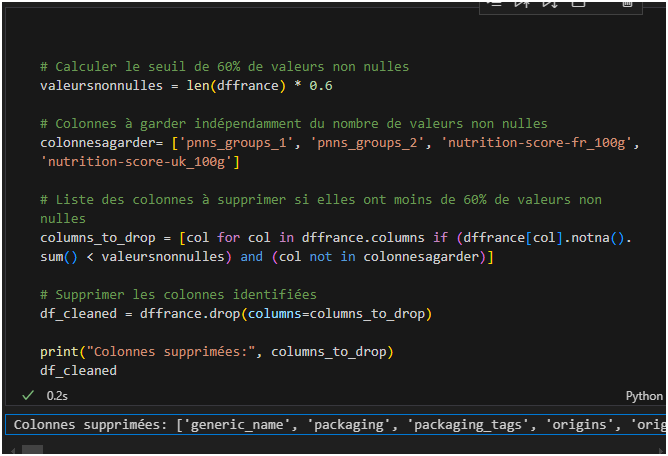 # Calculer le seuil de 60% de valeurs non nulles
valeursnonnulles = len(dffrance) * 0.6
# Colonnes à garder indépendamment du nombre de valeurs non nulles
colonnesagarder= ['pnns_groups_1', 'pnns_groups_2', 'nutrition-score-fr_100g',
'nutrition-score-uk_100g']
# Liste des colonnes à supprimer si elles ont moins de 60% de valeurs non
nulles
columns_to_drop = [col for col in dffrance.columns if (dffrance[col].notna().
sum() < valeursnonnulles) and (col not in colonnesagarder)]
# Supprimer les colonnes identifiées
df_cleaned = dffrance.drop(columns=columns_to_drop)
print("Colonnes supprimées:", columns_to_drop)
df_cleaned
0.2s
Python
Colonnes supprimées: ['generic_name', 'packaging', 'packaging_tags', 'origins', 'orig